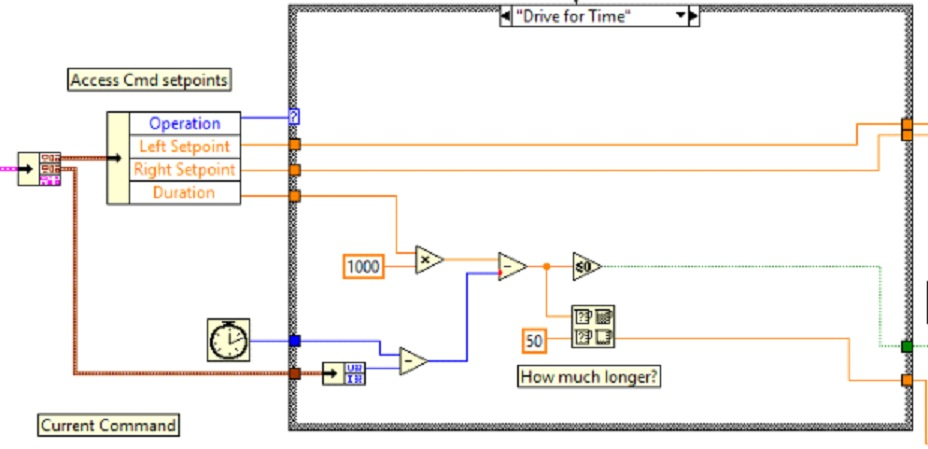 "Drive for Time"
Access Cmd setpoints
Operation
?
Left Setpoint
Right Setpoint
Duration
1000
×
-
≤0
50
-
How much longer?
Current Command